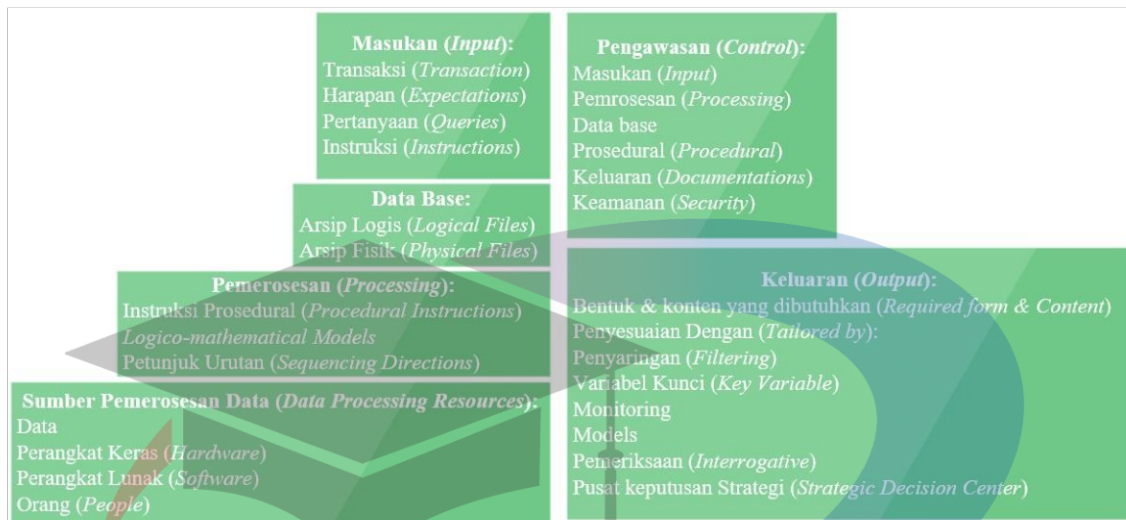 Masukan (Input):
Transaksi (Transaction)
Harapan (Expectations)
Pertanyaan (Queries)
Instruksi (Instructions)
Data Base:
Arsip Logis (Logical Files)
Arsip Fisik (Physical Files)
Pemerosesan (Processing):
Instruksi Prosedural (Procedural Instructions)
Logico-mathematical Models
Petunjuk Urutan (Sequencing Directions)
Sumber Pemerosesan Data (Data Processing Resources):
Data
Perangkat Keras (Hardware)
Perangkat Lunak (Software)
Orang (People)
Pengawasan (Control):
Masukan (Input)
Pemrosesan (Processing)
Data base
Prosedural (Procedural)
Keluaran (Documentations)
Keamanan (Security)
Keluaran (Output):
Bentuk & konten yang dibutuhkan (Required form & Content)
Penyesuaian Dengan (Tailored by):
Penyaringan (Filtering)
Variabel Kunci (Key Variable)
Monitoring
Models
Pemeriksaan (Interrogative)
Pusat keputusan Strategi (Strategic Decision Center)